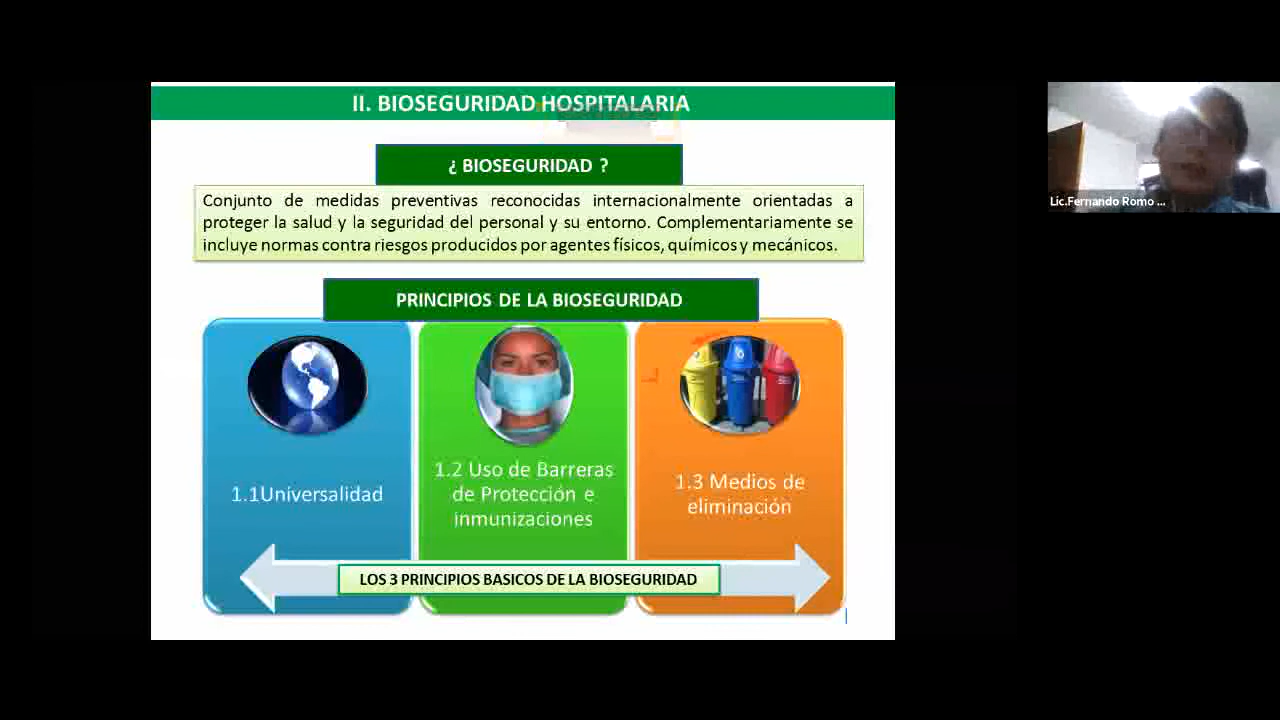 II. BIOSEGURIDAD HOSPITALARIA
¿ BIOSEGURIDAD ?
Conjunto de medidas preventivas reconocidas internacionalmente orientadas a
proteger la salud y la seguridad del personal y su entorno. Complementariamente se
incluye normas contra riesgos producidos por agentes físicos, químicos y mecánicos.
PRINCIPIOS DE LA BIOSEGURIDAD
1.1Universalidad
1.2 Uso de Barreras
de Protección e
inmunizaciones
1.3 Medios de
eliminación
LOS 3 PRINCIPIOS BASICOS DE LA BIOSEGURIDAD
Lic.Fernando Romo ...